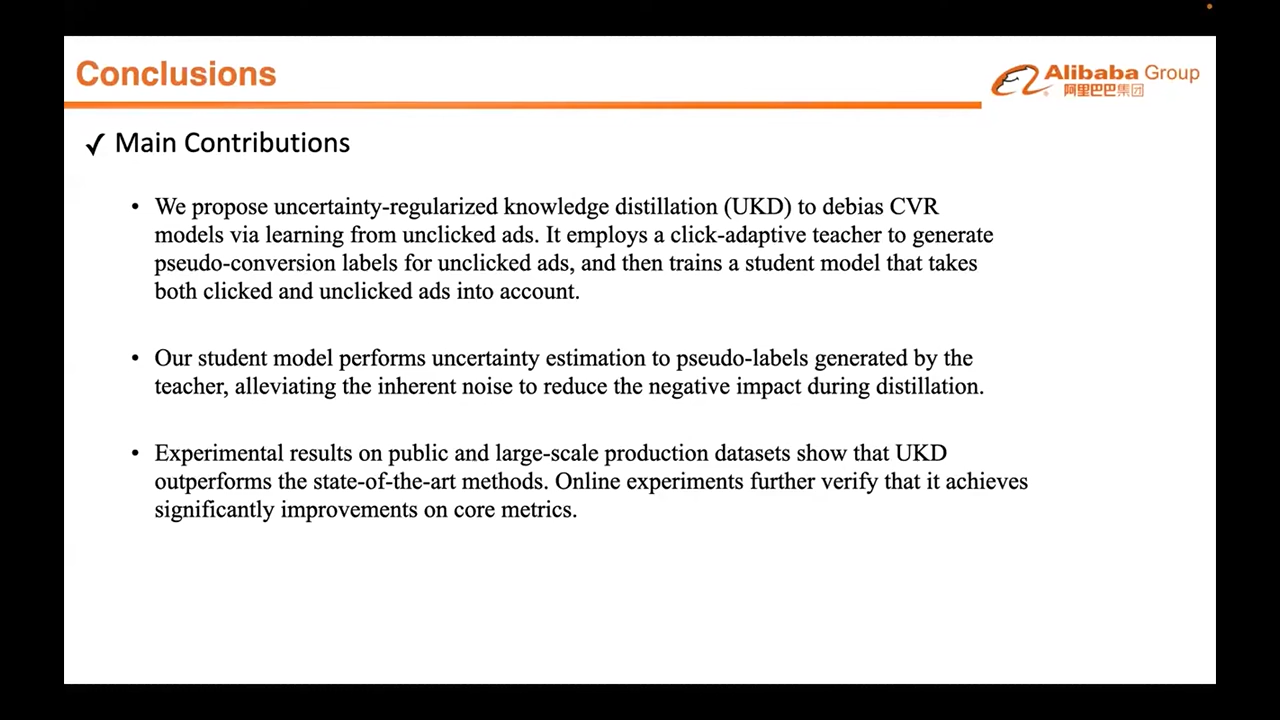 Conclusions
Alibaba Group
阿里巴巴集团
✓ Main Contributions
• We propose uncertainty-regularized knowledge distillation (UKD) to debias CVR
models via learning from unclicked ads. It employs a click-adaptive teacher to generate
pseudo-conversion labels for unclicked ads, and then trains a student model that takes
both clicked and unclicked ads into account.
• Our student model performs uncertainty estimation to pseudo-labels generated by the
teacher, alleviating the inherent noise to reduce the negative impact during distillation.
• Experimental results on public and large-scale production datasets show that UKD
outperforms the state-of-the-art methods. Online experiments further verify that it achieves
significantly improvements on core metrics.